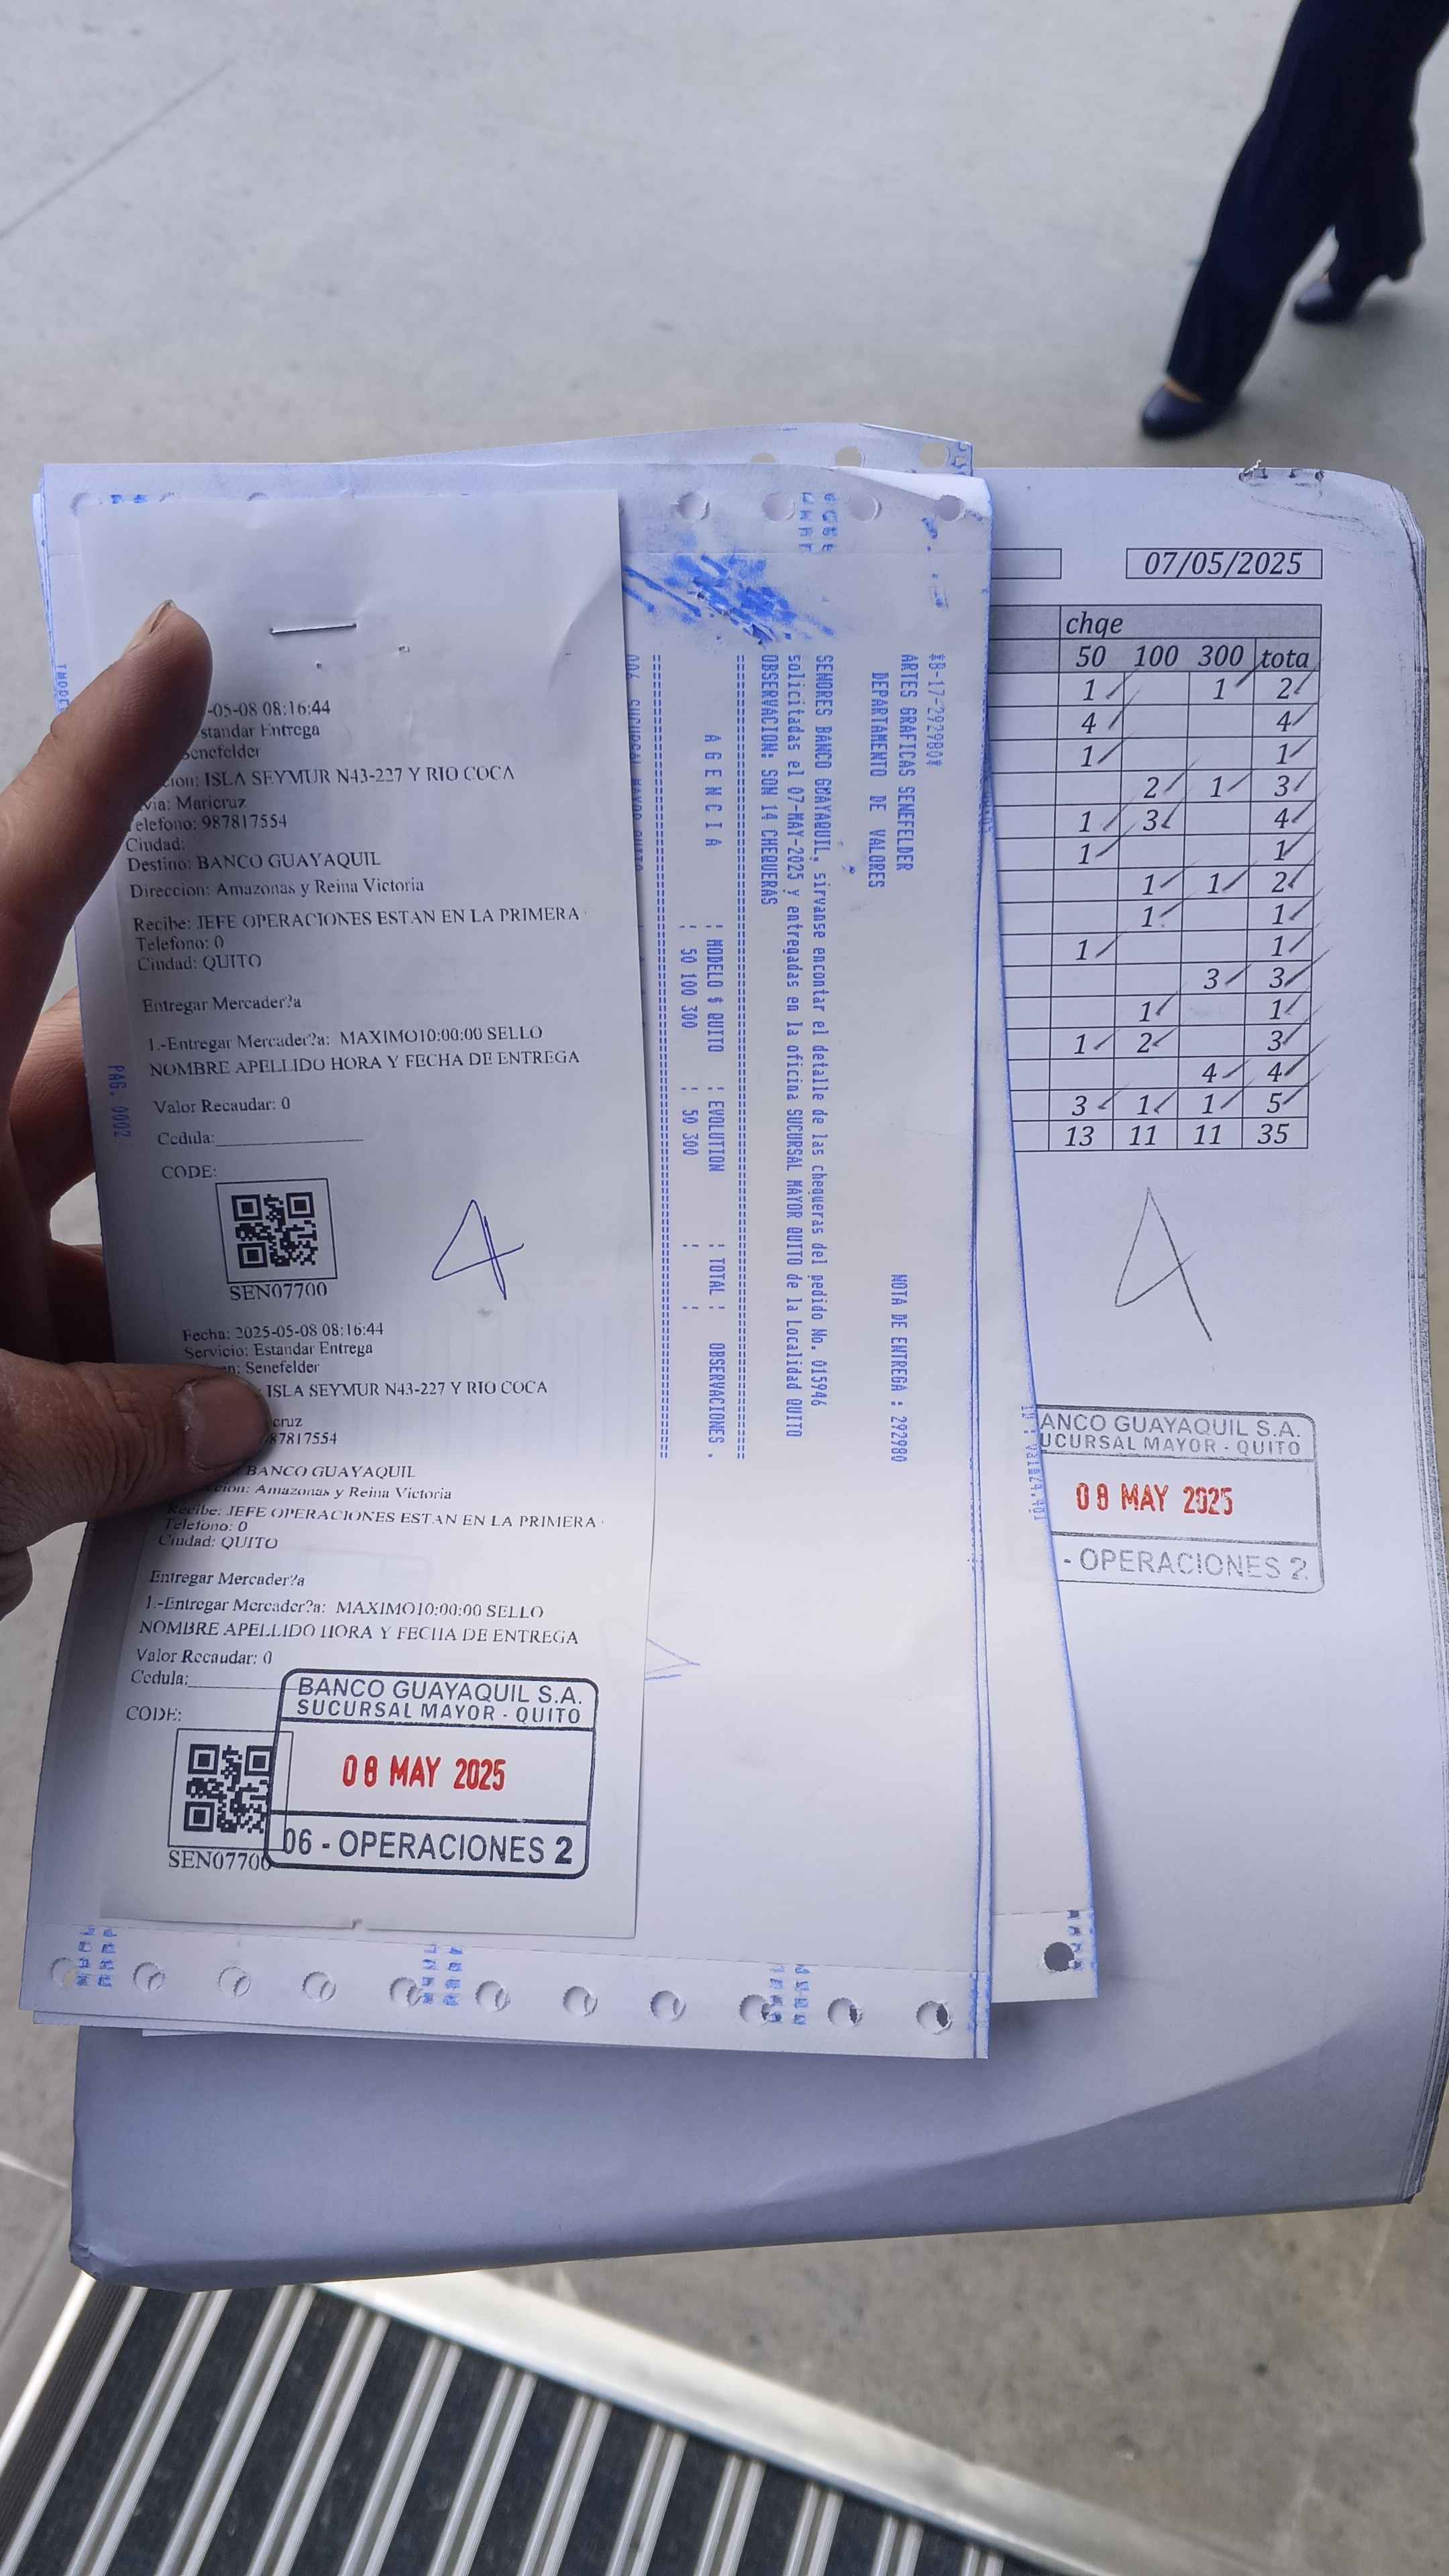 -05-08 08:16:44
standar Entrega
Senefelder
cion: ISLA SEYMUR N43-227 Y RIO COCA
via: Maricruz
elefono: 987817554
Ciudad:
Destino: BANCO GUAYAQUIL
Direccion: Amazonas y Reina Victoria
Recibe: JEFE OPERACIONES ESTAN EN LA PRIMERA
Telefono: 0
Ciudad: QUITO
Entregar Mercader?a
1.-Entregar Mercader?a: MAXIMO10:00:00 SELLO
NOMBRE APELLIDO HORA Y FECHA DE ENTREGA
Valor Recaudar: 0
Cedula:
CODE:
SEN07700
Fecha: 2025-05-08 08:16:44
Servicio: Estandar Entrega
en: Senefelder
ISLA SEYMUR N43-227 Y RIO COCA
cruz
87817554
BANCO GUAYAQUIL
cion: Amazonas y Reina Victoria
Recibe: JEFE OPERACIONES ESTAN EN LA PRIMERA
Telefono: 0
Ciudad: QUITO
Entregar Mercader?a
1.-Entregar Mercader?a: MAXIMO10:00:00 SELLO
NOMBRE APELLIDO HORA Y FECHA DE ENTREGA
Valor Recaudar: 0
Cedula:
CODE:
SEN07700
BANCO GUAYAQUIL S.A.
SUCURSAL MAYOR - QUITO
08 MAY 2025
06 - OPERACIONES 2
PAG. 0002
*B-17-292980*
ARTES GRAFICAS SENEFELDER
DEPARTAMENTO DE VALORES
NOTA DE ENTREGA : 292980
SENORES BANCO GUAYAQUIL, sirvanse encontar el detalle de las chequeras del pedido No. 015946
solicitadas el 07-MAY-2025 y entregadas en la oficina SUCURSAL MAYOR QUITO de la Localidad QUITO
OBSERVACION: SON 14 CHEQUERAS
A G E N C I A : MODELO * QUITO : EVOLUTION : TOTAL : OBSERVACIONES .
: 50 100 300 : 50 300 : :
07/05/2025
chqe
50 100 300 tota
1 1 2
4 4
1 1
2 1 3
1 3 4
1 1
1 1 2
1 1
1 1
3 3
1 1
1 2 3
4 4
3 1 1 5
13 11 11 35
ANCO GUAYAQUIL S.A.
UCURSAL MAYOR - QUITO
08 MAY 2025
- OPERACIONES 2